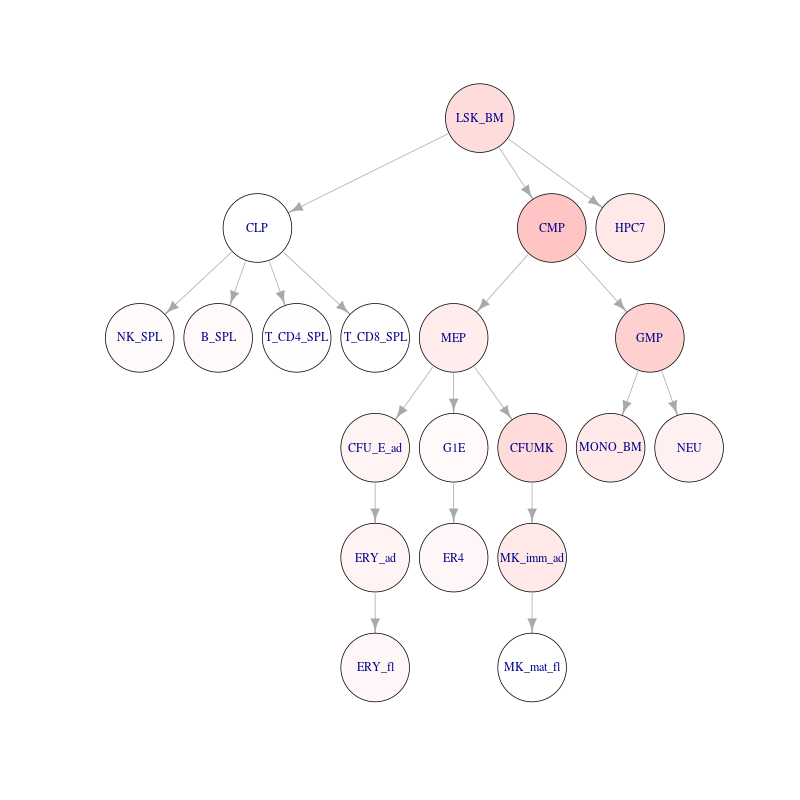 LSK_BM
CLP
CMP
HPC7
NK_SPL
B_SPL
T_CD4_SPL
T_CD8_SPL
MEP
GMP
CFU_E_ad
G1E
CFUMK
MONO_BM
NEU
ERY_ad
ER4
MK_imm_ad
ERY_fl
MK_mat_fl